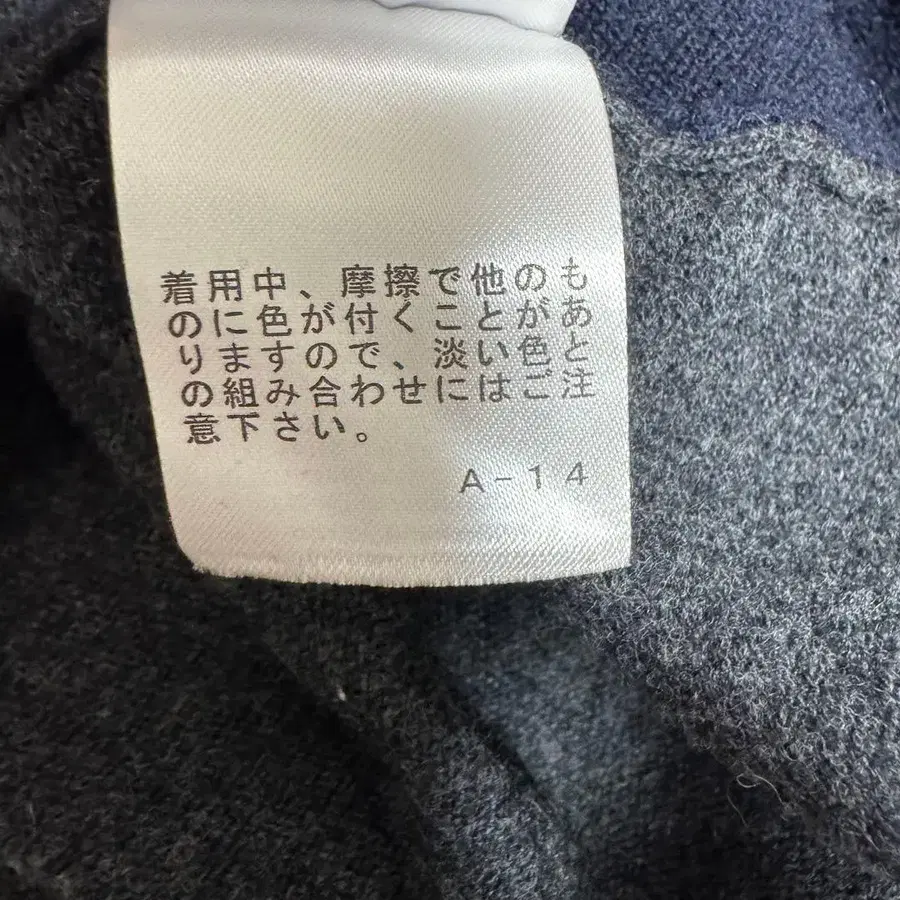 着用中、摩擦で他のも
のに色が付くことがあ
りますので、淡い色と
の組み合わせにはご注
意下さい。
A-14